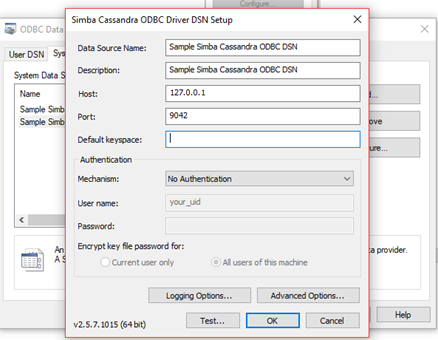 Configure...
Simba Cassandra ODBC Driver DSN Setup
ODBC Data
User DSN
Sys
System Data S
Name
Sample Simb
Sample Simba
Data Source Name:
Sample Simba Cassandra ODBC DSN
Description:
Sample Simba Cassandra ODBC DSN
Host:
127.0.0.1
Port:
9042
Default keyspace:
Authentication
Mechanism:
No Authentication
User name:
your_uid
Password:
Encrypt key file password for:
Current user only
All users of this machine
Logging Options...
Advanced Options...
v2.5.7.1015 (64 bit)
Test...
OK
Cancel
An
A S
d...
ove
ure...
ta provider.
Help